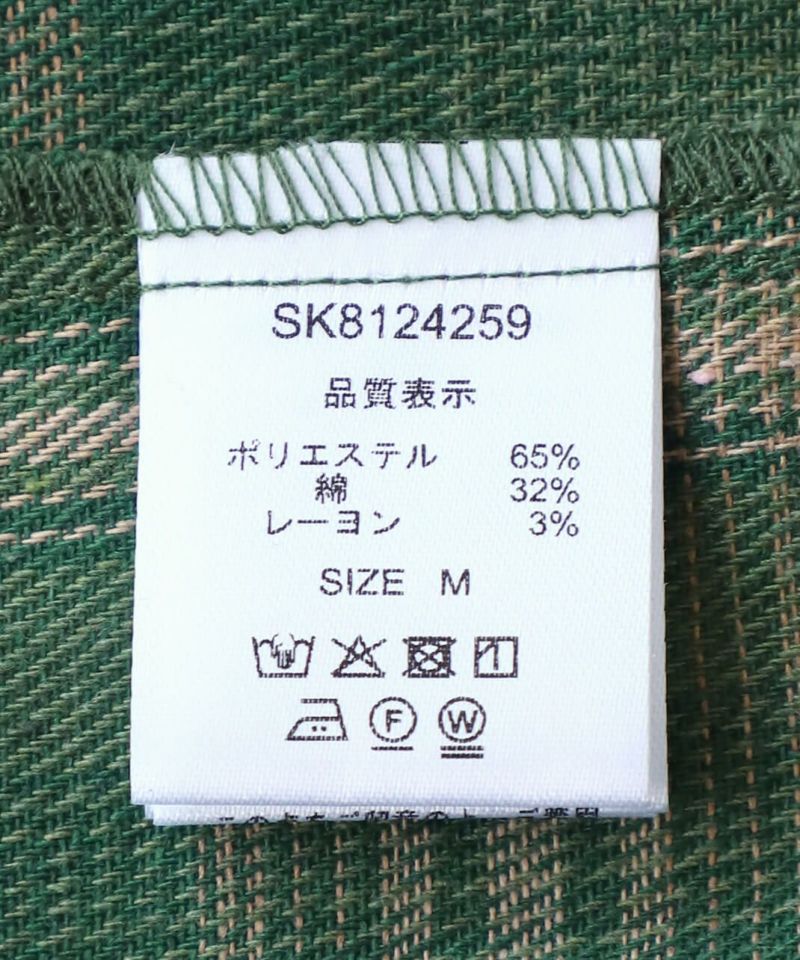 SK8124259
品質表示
ポリエステル 65%
綿 32%
レーヨン 3%
SIZE M
F W